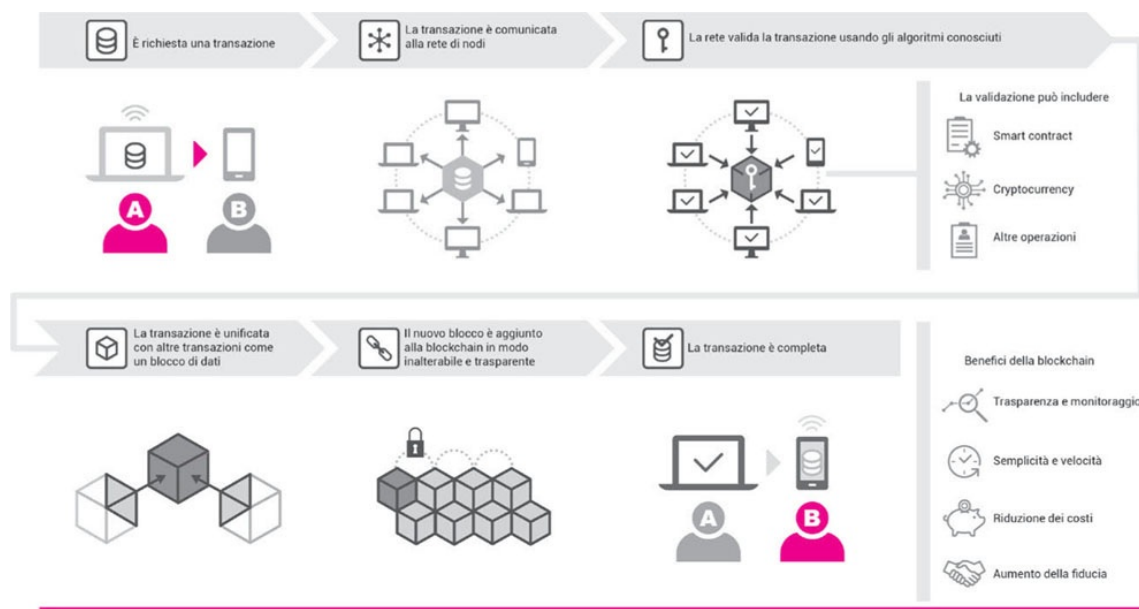 È richiesta una transazione
La transazione è comunicata
alla rete di nodi
La rete valida la transazione usando gli algoritmi conosciuti
La validazione può includere
Smart contract
Cryptocurrency
Altre operazioni
A
B
La transazione è unificata
con altre transazioni come
un blocco di dati
Il nuovo blocco è aggiunto
alla blockchain in modo
inalterabile e trasparente
La transazione è completa
Benefici della blockchain
Trasparenza e monitoraggio
Semplicità e velocità
Riduzione dei costi
Aumento della fiducia
A
B